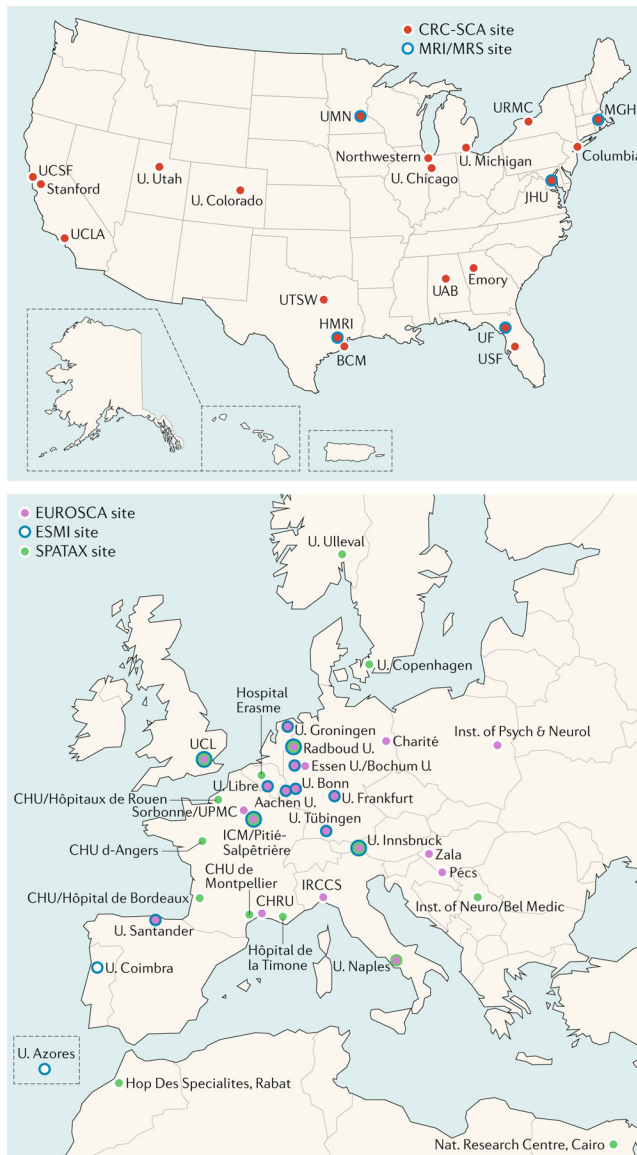 CRC-SCA site
MRI/MRS site
UMN
URMC
MGH
Northwestern
U. Michigan
Columbia
UCSF
Stanford
U. Utah
U. Chicago
U. Colorado
JHU
UCLA
UAB
Emory
UTSW
HMRI
BCM
UF
USF
EUROSCA site
ESMI site
SPATAX site
U. Ulleval
U. Copenhagen
Hospital
Erasme
U. Groningen
Inst. of Psych & Neurol
Charité
UCL
Radboud U.
Essen U./Bochum U.
U. Libre
U. Bonn
CHU/Hôpitaux de Rouen
Aachen U.
U. Frankfurt
Sorbonne/UPMC
U. Tübingen
ICM/Pitié-
Salpêtrière
U. Innsbruck
CHU d-Angers
Zala
CHU de
Montpellier
Pécs
IRCCS
CHU/Hôpital de Bordeaux
CHRU
Inst. of Neuro/Bel Medic
U. Santander
Hôpital de
la Timone
U. Coimbra
U. Naples
U. Azores
Hop Des Specialites, Rabat
Nat. Research Centre, Cairo